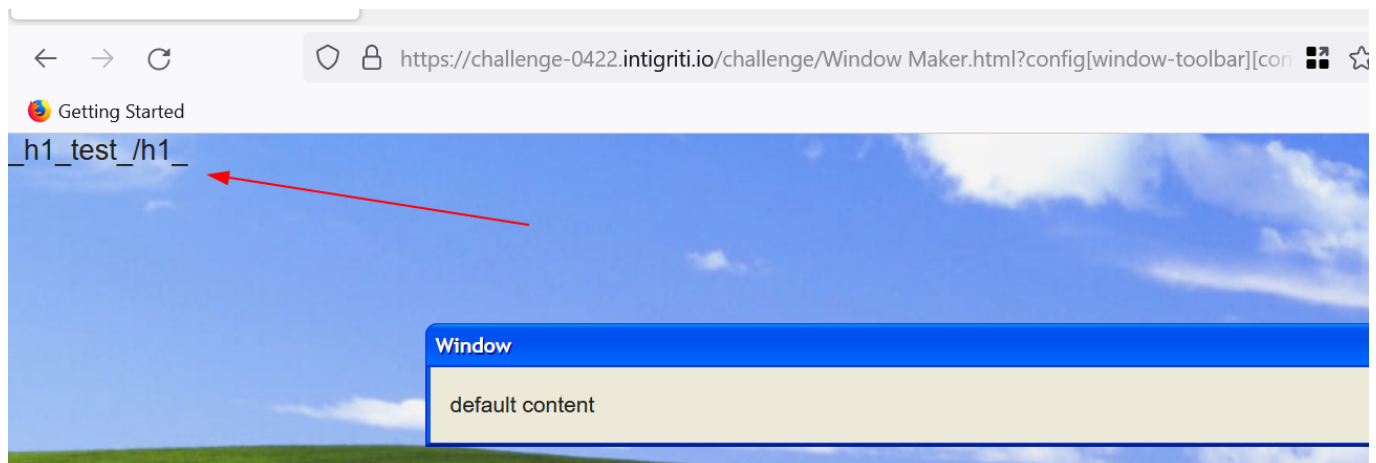 https://challenge-0422.intigriti.io/challenge/Window Maker.html?config[window-toolbar][con
Getting Started
_h1_test_/h1_
Window
default content